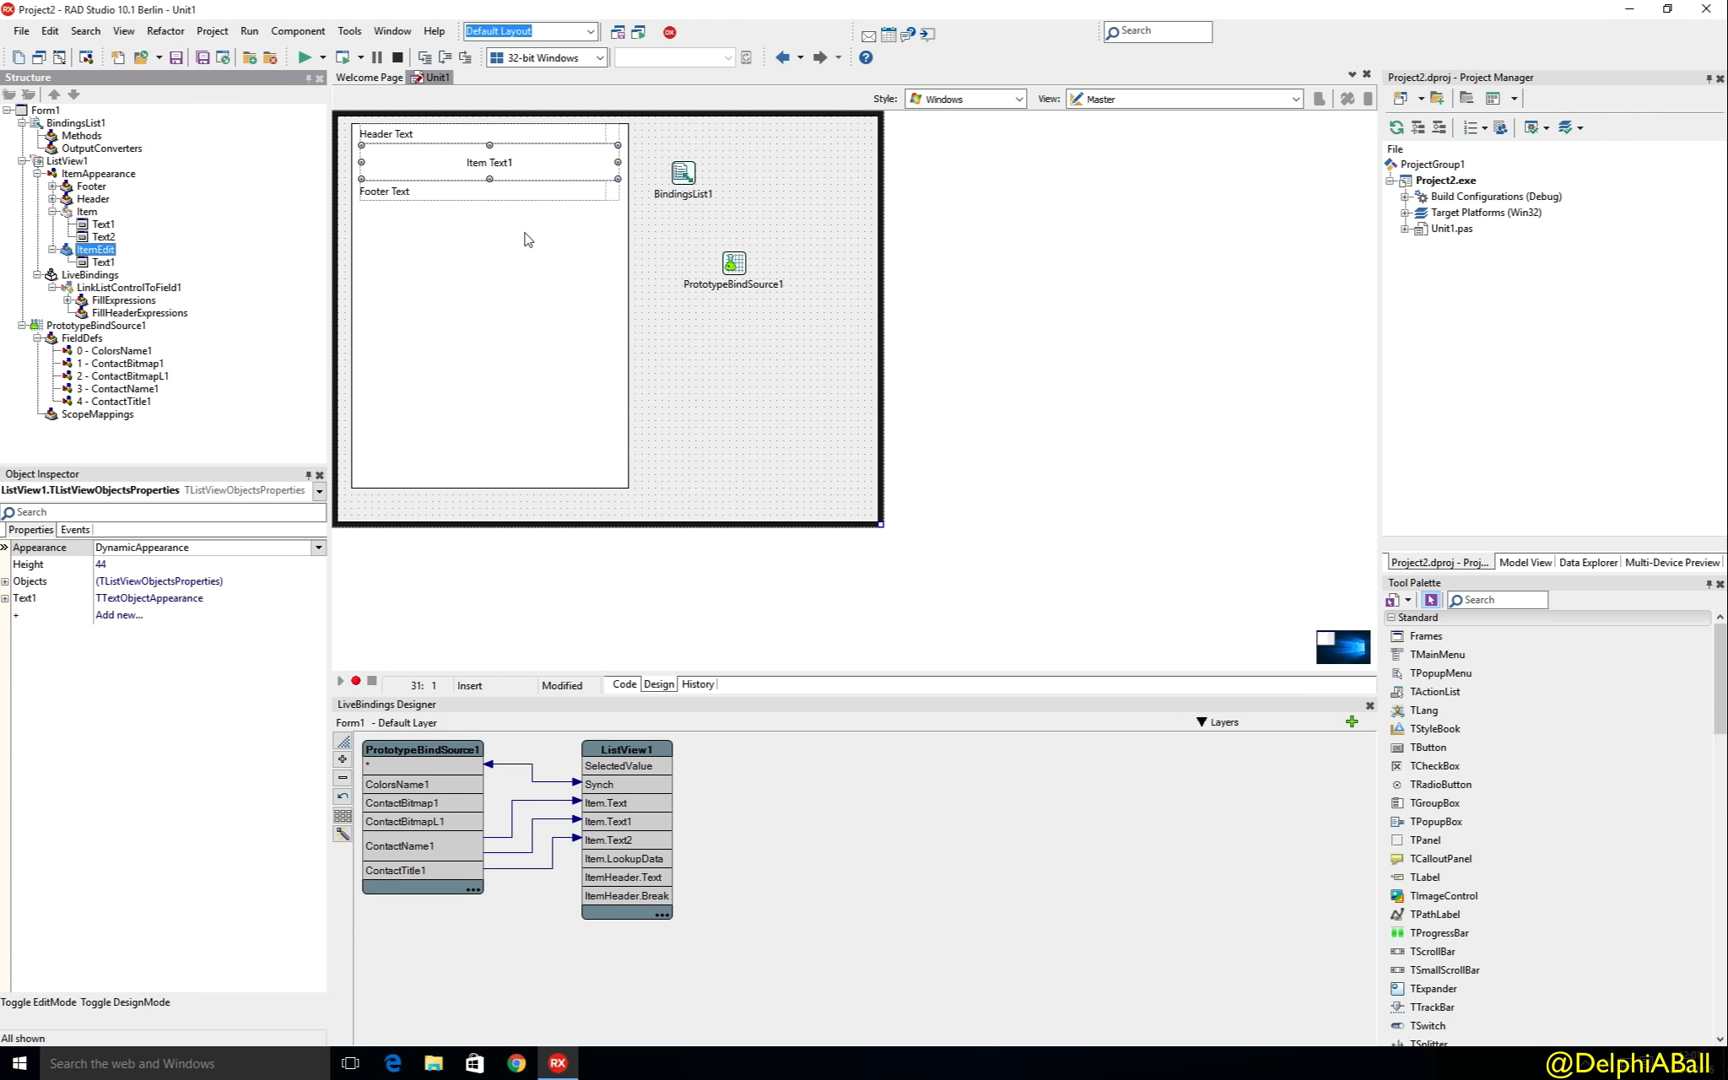 Project2 - RAD Studio 10.1 Berlin - Unit1
File Edit Search View Refactor Project Run Component Tools Window Help Default Layout Search
32-bit Windows
Structure
Form1
BindingsList1
Methods
OutputConverters
ListView1
ItemAppearance
Footer
Header
Item
Text1
Text2
ItemEdit
Text1
LiveBindings
LinkListControlToField1
FillExpressions
FillHeaderExpressions
PrototypeBindSource1
FieldDefs
0 - ColorsName1
1 - ContactBitmap1
2 - ContactBitmapL1
3 - ContactName1
4 - ContactTitle1
ScopeMappings
Object Inspector
ListView1.TListViewObjectsProperties TListViewObjectsProperties
Search
Properties Events
Appearance DynamicAppearance
Height 44
Objects (TListViewObjectsProperties)
Text1 TTextObjectAppearance
+ Add new...
Toggle EditMode Toggle DesignMode
All shown
Welcome Page Unit1
Style: Windows View: Master
Header Text
Item Text1
Footer Text
BindingsList1
PrototypeBindSource1
31: 1 Insert Modified Code Design History
LiveBindings Designer
Form1 - Default Layer Layers
PrototypeBindSource1
*
ColorsName1
ContactBitmap1
ContactBitmapL1
ContactName1
ContactTitle1
ListView1
SelectedValue
Synch
Item.Text
Item.Text1
Item.Text2
Item.LookupData
ItemHeader.Text
ItemHeader.Break
Project2.dproj - Project Manager
File
ProjectGroup1
Project2.exe
Build Configurations (Debug)
Target Platforms (Win32)
Unit1.pas
Project2.dproj - Proj... Model View Data Explorer Multi-Device Preview
Tool Palette
Search
Standard
Frames
TMainMenu
TPopupMenu
TActionList
TLang
TStyleBook
TButton
TCheckBox
TRadioButton
TGroupBox
TPopupBox
TPanel
TCalloutPanel
TLabel
TImageControl
TPathLabel
TProgressBar
TScrollBar
TSmallScrollBar
TExpander
TTrackBar
TSwitch
TSplitter
Search the web and Windows
RX
@DelphiABall